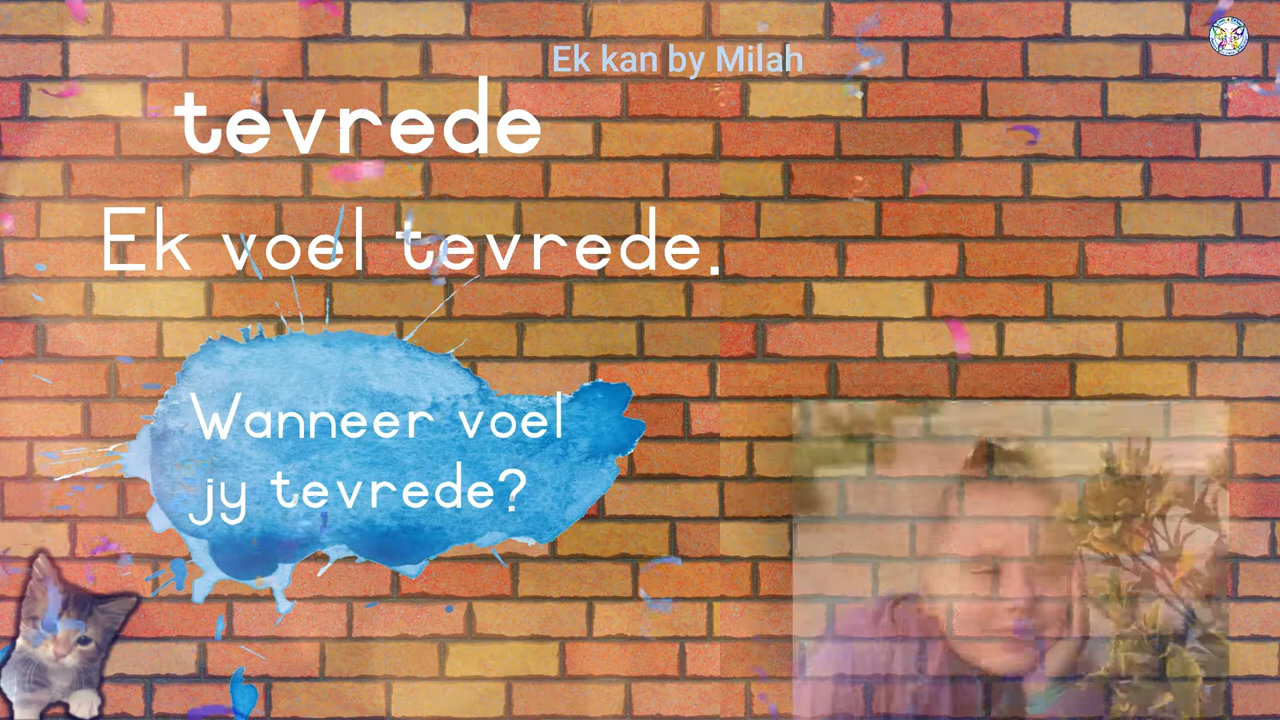 Ek kan by Milah
tevrede
Ek voel tevrede.
Wanneer voel
jy tevrede?